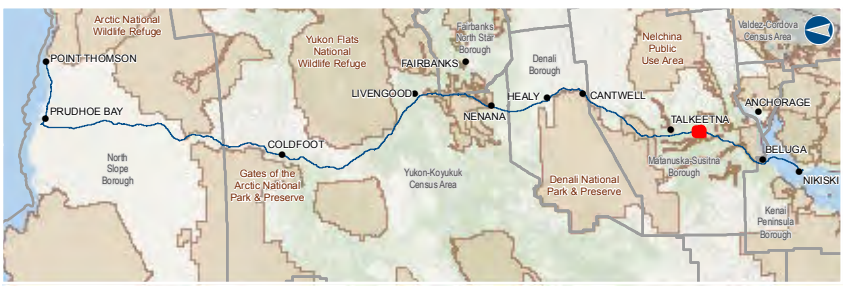 Arctic National
Wildlife Refuge
POINT THOMSON
PRUDHOE BAY
North
Slope
Borough
COLDFOOT
Gates of the
Arctic National
Park & Preserve
Yukon Flats
National
Wildlife Refuge
LIVENGOOD
FAIRBANKS
Fairbanks
North Star
Borough
NENANA
Yukon-Koyukuk
Census Area
Denali
Borough
HEALY
CANTWELL
Denali National
Park & Preserve
Nelchina
Public
Use Area
TALKEETNA
Matanuska-Susitna
Borough
Valdez-Cordova
Census Area
ANCHORAGE
BELUGA
NIKISKI
Kenai
Peninsula
Borough